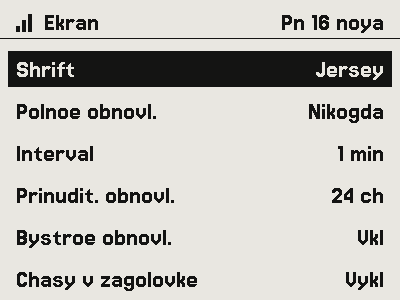 Ekran Pn 16 noya
Shrift Jersey
Polnoe obnovl. Nikogda
Interval 1 min
Prinudit. obnovl. 24 ch
Bystroe obnovl. Vkl
Chasy v zagolovke Vykl